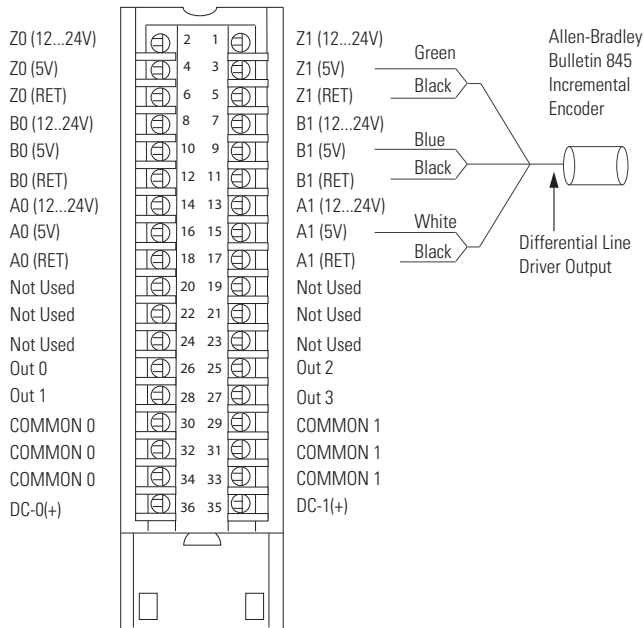 Z0 (12...24V) 2 1 Z1 (12...24V)
Z0 (5V) 4 3 Z1 (5V) Green
Z0 (RET) 6 5 Z1 (RET) Black
B0 (12...24V) 8 7 B1 (12...24V)
B0 (5V) 10 9 B1 (5V) Blue
B0 (RET) 12 11 B1 (RET) Black
A0 (12...24V) 14 13 A1 (12...24V)
A0 (5V) 16 15 A1 (5V) White
A0 (RET) 18 17 A1 (RET) Black
Not Used 20 19 Not Used
Not Used 22 21 Not Used
Not Used 24 23 Not Used
Out 0 26 25 Out 2
Out 1 28 27 Out 3
COMMON 0 30 29 COMMON 1
COMMON 0 32 31 COMMON 1
COMMON 0 34 33 COMMON 1
DC-0(+) 36 35 DC-1(+)
Allen-Bradley
Bulletin 845
Incremental
Encoder
Differential Line
Driver Output